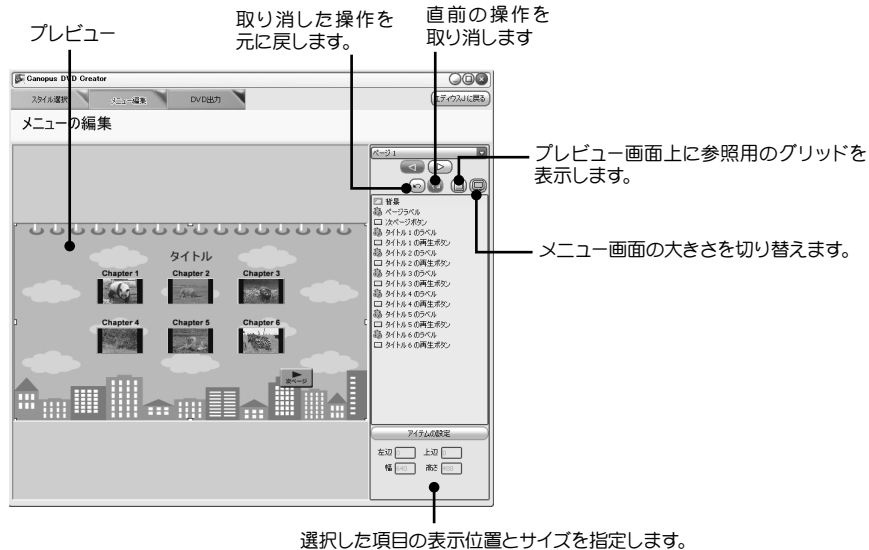 プレビュー
取り消した操作を
元に戻します。
直前の操作を
取り消します
Canopus DVD Creator
スタイル選択
メニュー編集
DVD出力
エディウスJに戻る
メニューの編集
ページ 1
プレビュー画面上に参照用のグリッドを
表示します。
メニュー画面の大きさを切り替えます。
背景
ページラベル
次ページボタン
タイトル 1 のラベル
タイトル 1 の再生ボタン
タイトル 2 のラベル
タイトル 2 の再生ボタン
タイトル 3 のラベル
タイトル 3 の再生ボタン
タイトル 4 のラベル
タイトル 4 の再生ボタン
タイトル 5 のラベル
タイトル 5 の再生ボタン
タイトル 6 のラベル
タイトル 6 の再生ボタン
タイトル
Chapter 1
Chapter 2
Chapter 3
Chapter 4
Chapter 5
Chapter 6
次ページ
アイテムの設定
左辺 0 上辺 0
幅 640 高さ 480
選択した項目の表示位置とサイズを指定します。